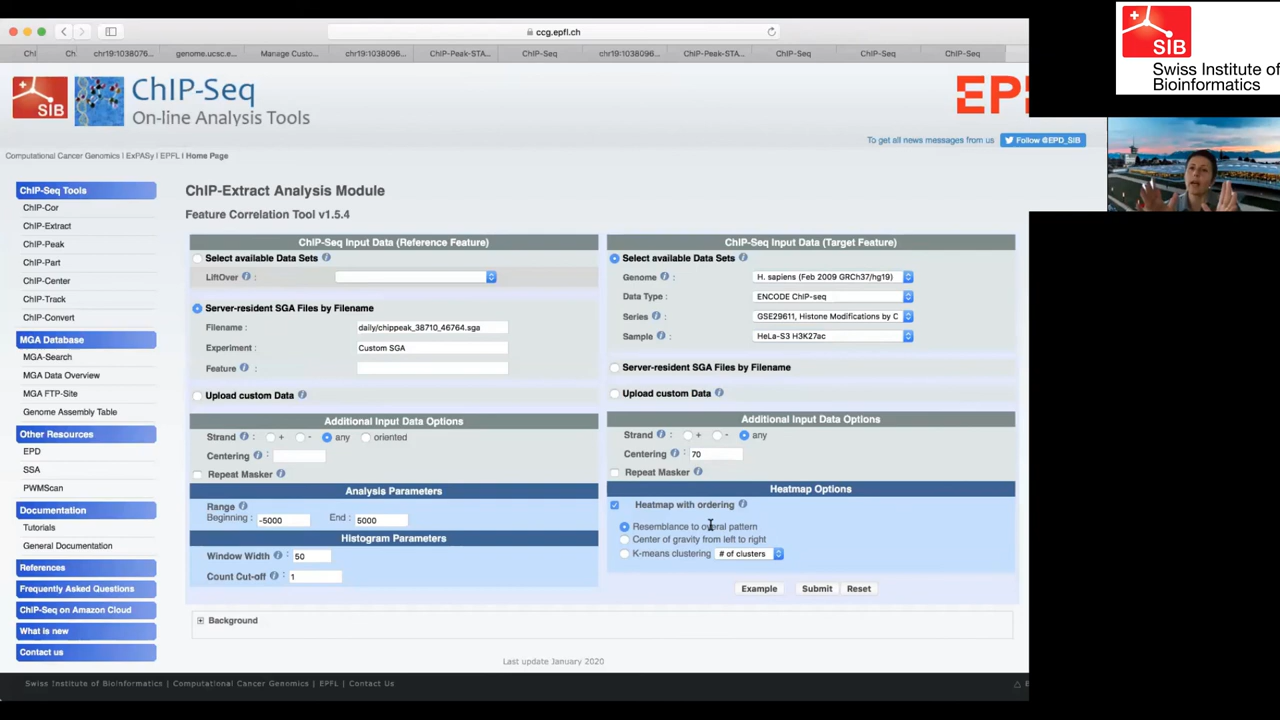 ccg.epfl.ch
Chl
Ch
chr19:1038076...
genome.ucsc.e...
Manage Custo...
chr19:1038096...
ChIP-Peak-STA...
ChIP-Seq
chr19:1038096...
ChIP-Peak-STA...
ChIP-Seq
ChIP-Seq
ChIP-Seq
SIB
Swiss Institute of
Bioinformatics
SIB
ChIP-Seq
On-line Analysis Tools
EP
To get all news messages from us
Follow @EPD_SIB
Computational Cancer Genomics | ExPASy | EPFL | Home Page
ChIP-Seq Tools
ChIP-Cor
ChIP-Extract
ChIP-Peak
ChIP-Part
ChIP-Center
ChIP-Track
ChIP-Convert
MGA Database
MGA-Search
MGA Data Overview
MGA FTP-Site
Genome Assembly Table
Other Resources
EPD
SSA
PWMScan
Documentation
Tutorials
General Documentation
References
Frequently Asked Questions
ChIP-Seq on Amazon Cloud
What is new
Contact us
ChIP-Extract Analysis Module
Feature Correlation Tool v1.5.4
ChIP-Seq Input Data (Reference Feature)
Select available Data Sets
LiftOver :
Server-resident SGA Files by Filename
Filename : daily/chippeak_38710_46764.sga
Experiment : Custom SGA
Feature :
Upload custom Data
Additional Input Data Options
Strand : + - any oriented
Centering :
Repeat Masker
Analysis Parameters
Range
Beginning : -5000 End : 5000
Histogram Parameters
Window Width : 50
Count Cut-off : 1
ChIP-Seq Input Data (Target Feature)
Select available Data Sets
Genome : H. sapiens (Feb 2009 GRCh37/hg19)
Data Type : ENCODE ChIP-seq
Series : GSE29611, Histone Modifications by C
Sample : HeLa-S3 H3K27ac
Server-resident SGA Files by Filename
Upload custom Data
Additional Input Data Options
Strand : + - any
Centering : 70
Repeat Masker
Heatmap Options
Heatmap with ordering
Resemblance to overal pattern
Center of gravity from left to right
K-means clustering # of clusters
Example Submit Reset
Background
Last update January 2020
Swiss Institute of Bioinformatics | Computational Cancer Genomics | EPFL | Contact Us